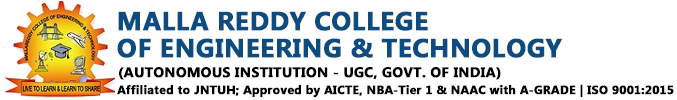 MALLA REDDY COLLEGE OF ENGINEERING & TECHNOLOGY
LIVE TO LEARN & LEARN TO SHARE
MALLA REDDY COLLEGE
OF ENGINEERING & TECHNOLOGY
(AUTONOMOUS INSTITUTION - UGC, GOVT. OF INDIA)
Affiliated to JNTUH; Approved by AICTE, NBA-Tier 1 & NAAC with A-GRADE | ISO 9001:2015